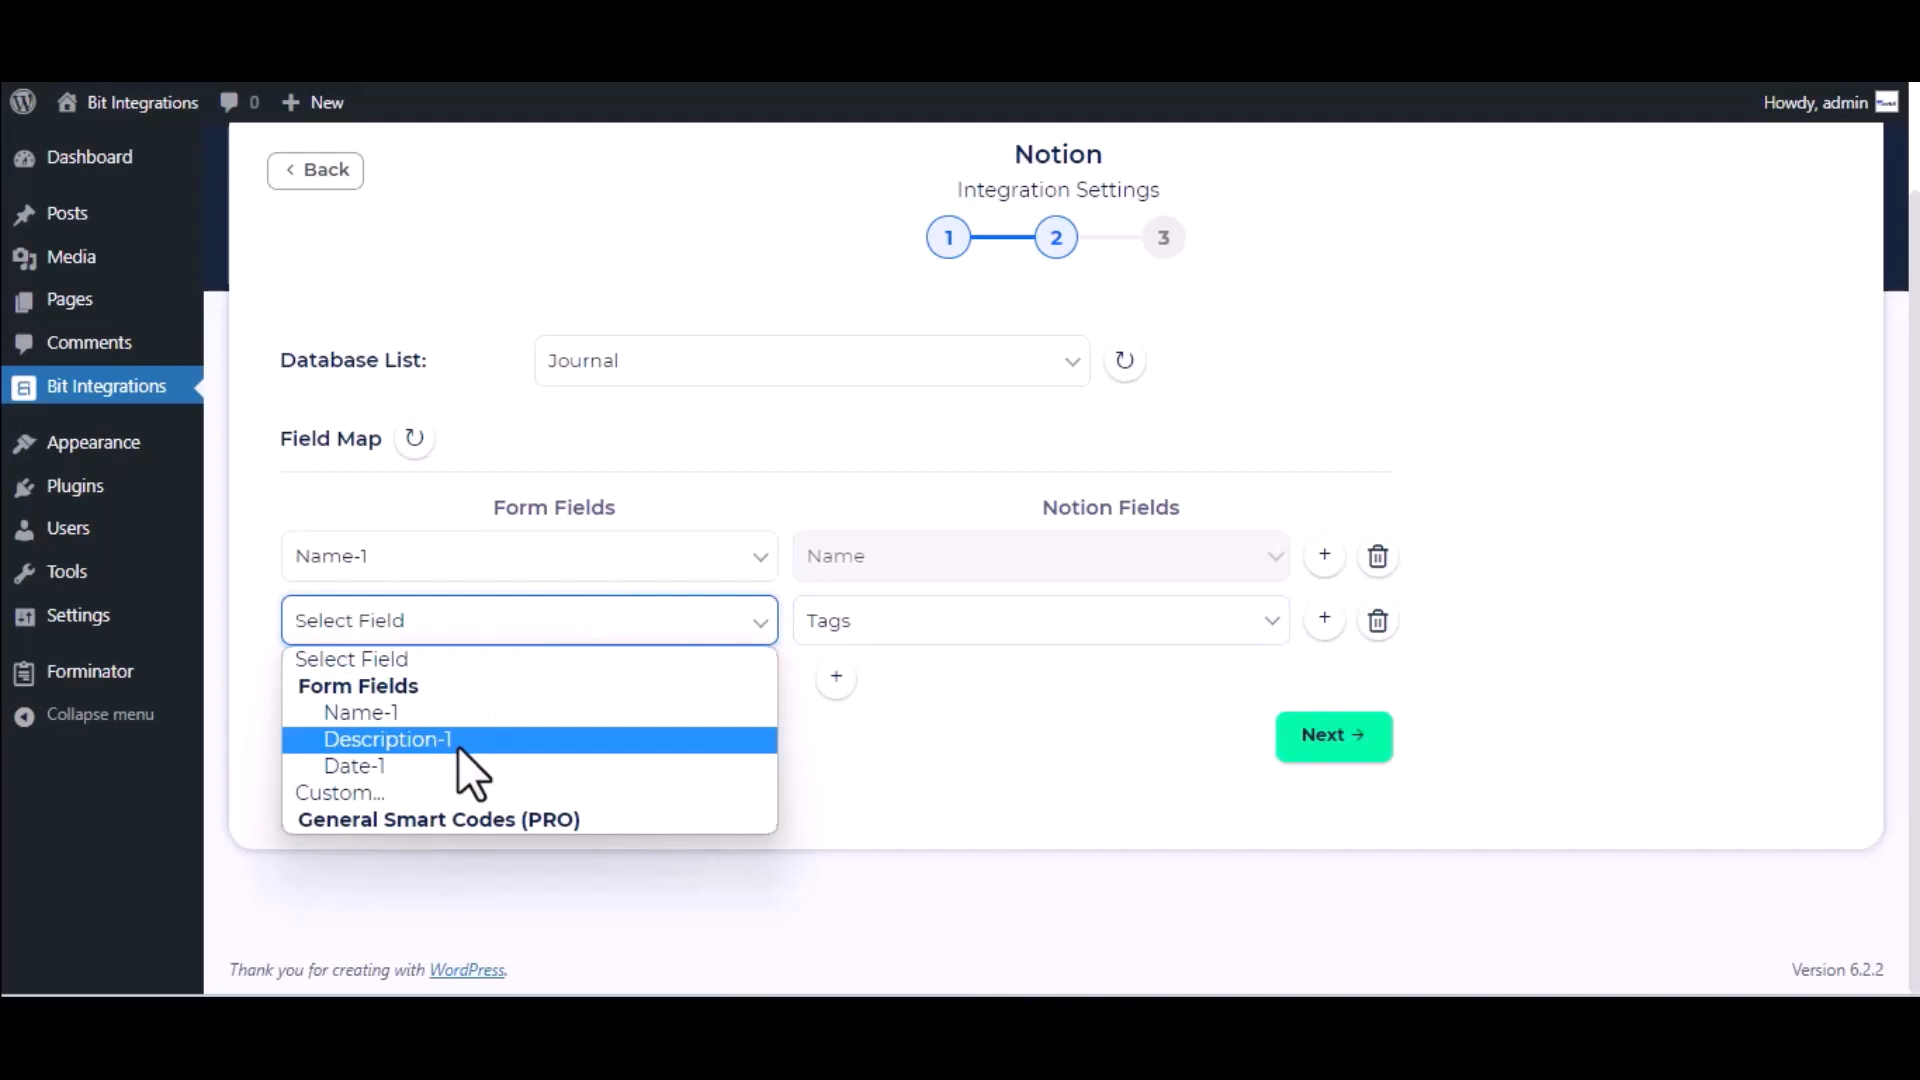 Bit Integrations 0 New Howdy, admin
Dashboard
Posts
Media
Pages
Comments
Bit Integrations
Appearance
Plugins
Users
Tools
Settings
Forminator
Collapse menu
Back
Notion
Integration Settings
1 2 3
Database List: Journal
Field Map
Form Fields Notion Fields
Name-1 Name
Select Field Tags
Select Field
Form Fields
Name-1
Description-1
Date-1
Custom...
General Smart Codes (PRO)
Next
Thank you for creating with WordPress.
Version 6.2.2